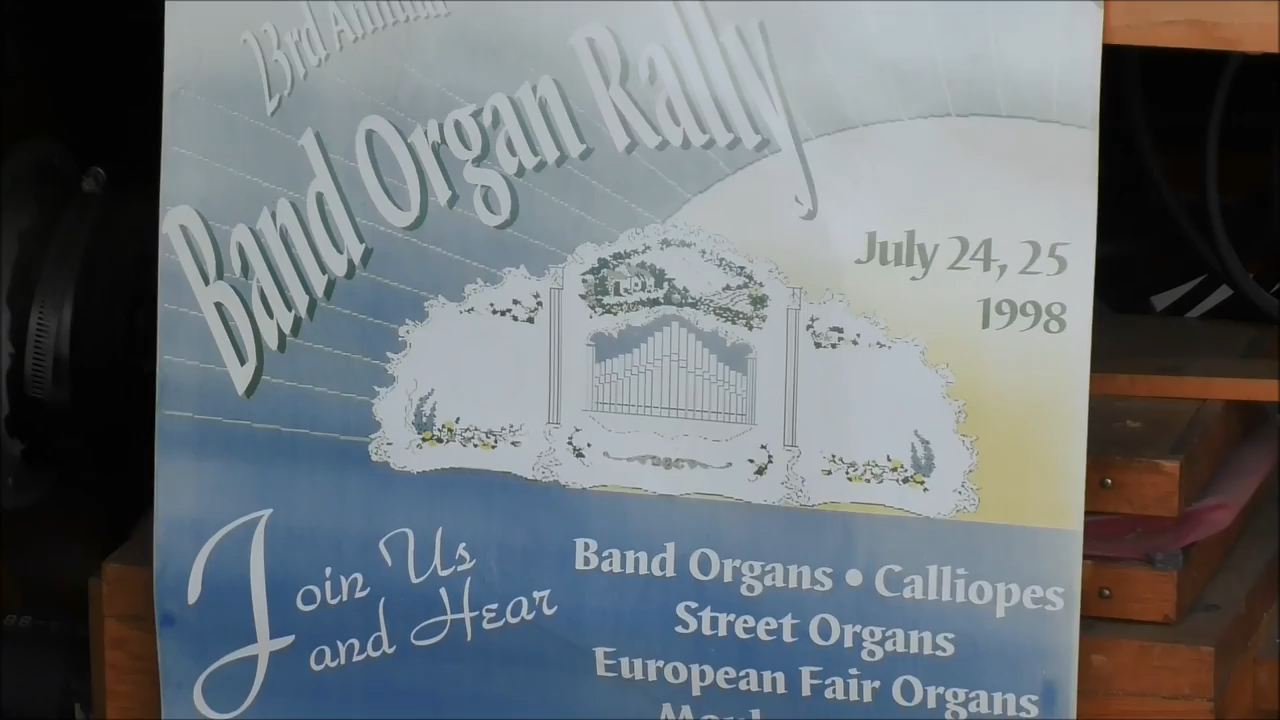 23rd Annual
Band Organ Rally
July 24, 25
1998
Join Us
and Hear
Band Organs • Calliopes
Street Organs
European Fair Organs